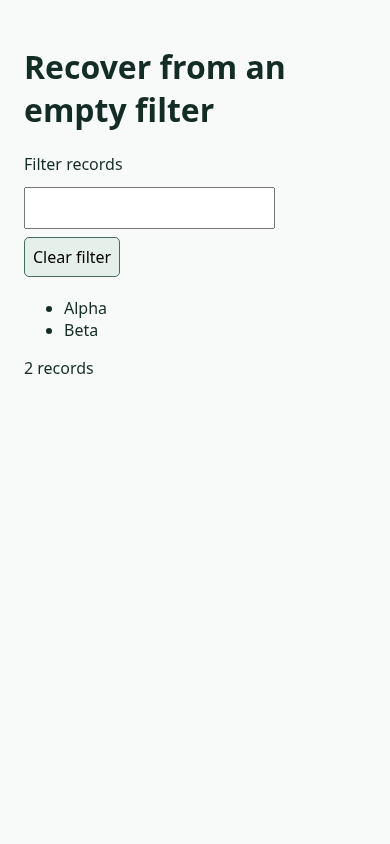 Recover from an
empty filter
Filter records
Clear filter
Alpha
Beta
2 records